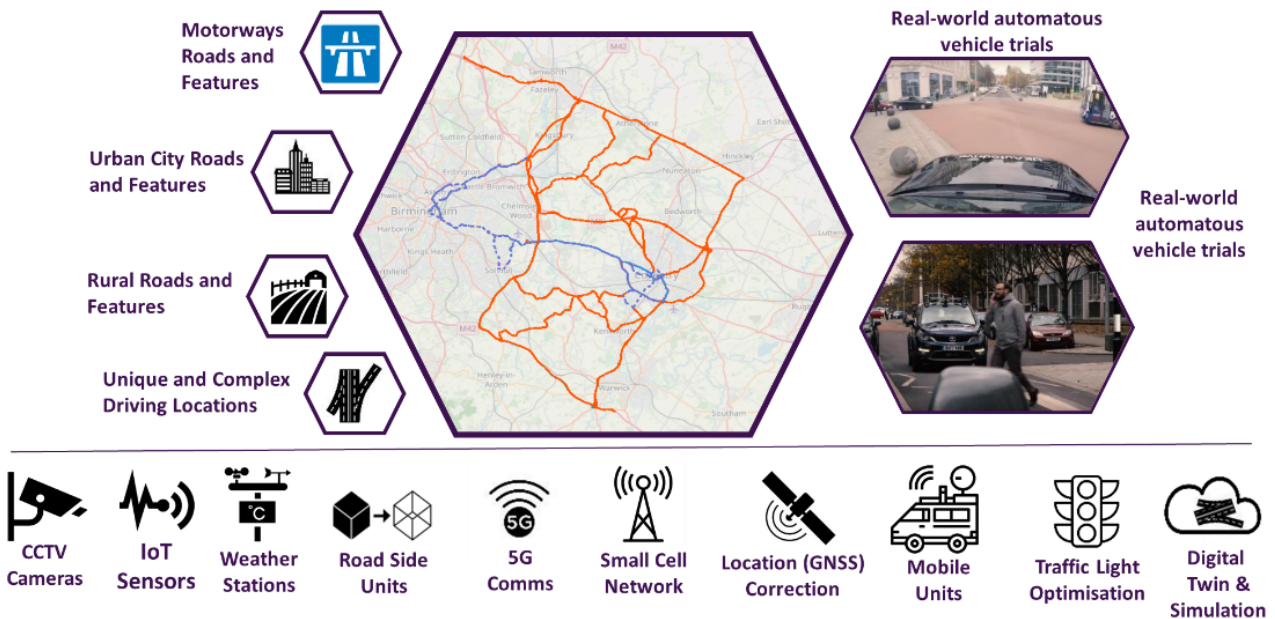 Motorways
Roads and
Features
Urban City Roads
and Features
Rural Roads and
Features
Unique and Complex
Driving Locations
M42
Tamworth
Fazeley
Sutton Coldfield
Kingsbury
Earl Shil
Hinckley
Nuneaton
Erdington
Castle Bromwich
Birmingham
Chelmsley
Wood
Bedworth
Harborne
Kings Heath
Solihull
M42
Kenilworth
Henley-in-
Arden
Warwick
Southam
Real-world automatous
vehicle trials
Real-world
automatous
vehicle trials
CCTV
Cameras
IoT
Sensors
°C
Weather
Stations
Road Side
Units
5G
5G
Comms
Small Cell
Network
Location (GNSS)
Correction
Mobile
Units
Traffic Light
Optimisation
Digital
Twin &
Simulation